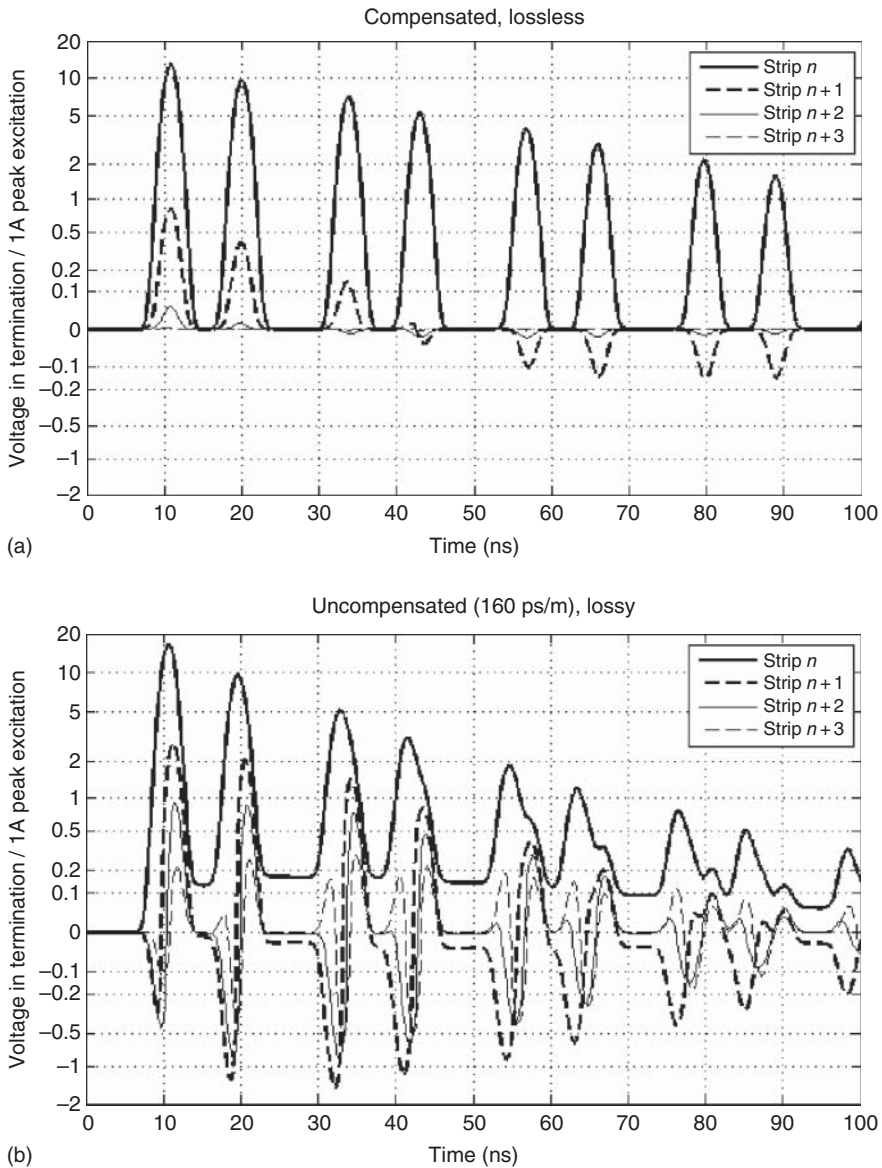 Compensated, lossless
Voltage in termination / 1A peak excitation
20
10
5
2
1
0.5
0.2
0.1
0
−0.1
−0.2
−0.5
−1
−2
Strip n
Strip n + 1
Strip n + 2
Strip n + 3
0 10 20 30 40 50 60 70 80 90 100
(a)
Time (ns)
Uncompensated (160 ps/m), lossy
Voltage in termination / 1A peak excitation
20
10
5
2
1
0.5
0.2
0.1
0
−0.1
−0.2
−0.5
−1
−2
Strip n
Strip n + 1
Strip n + 2
Strip n + 3
0 10 20 30 40 50 60 70 80 90 100
(b)
Time (ns)